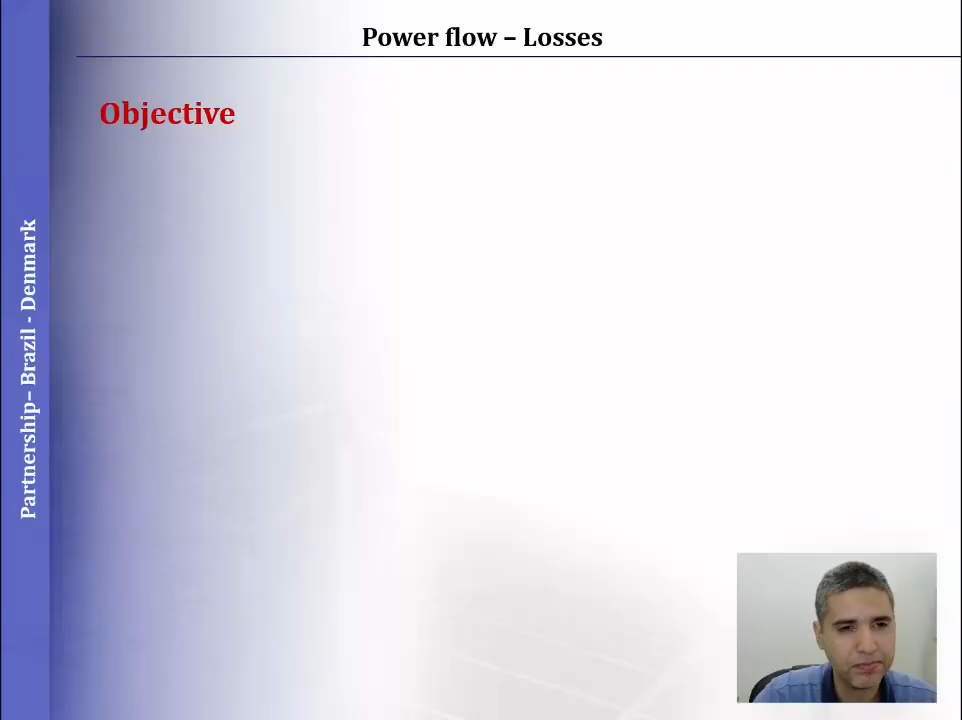 Power flow – Losses
Objective
Partnership– Brazil - Denmark